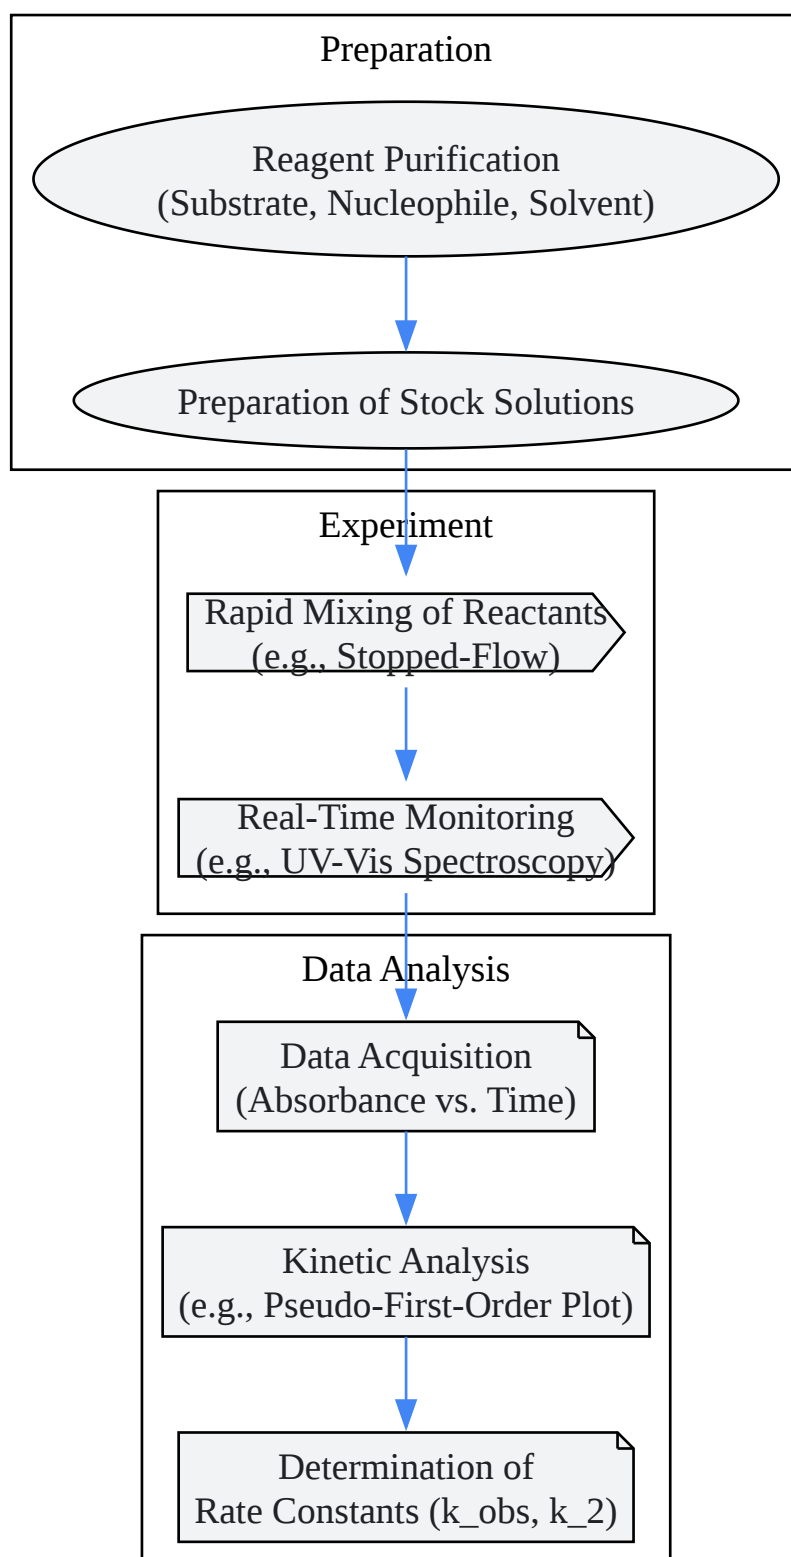 Preparation
Reagent Purification
(Substrate, Nucleophile, Solvent)
Preparation of Stock Solutions
Experiment
Rapid Mixing of Reactants
(e.g., Stopped-Flow)
Real-Time Monitoring
(e.g., UV-Vis Spectroscopy)
Data Analysis
Data Acquisition
(Absorbance vs. Time)
Kinetic Analysis
(e.g., Pseudo-First-Order Plot)
Determination of
Rate Constants (k_obs, k_2)